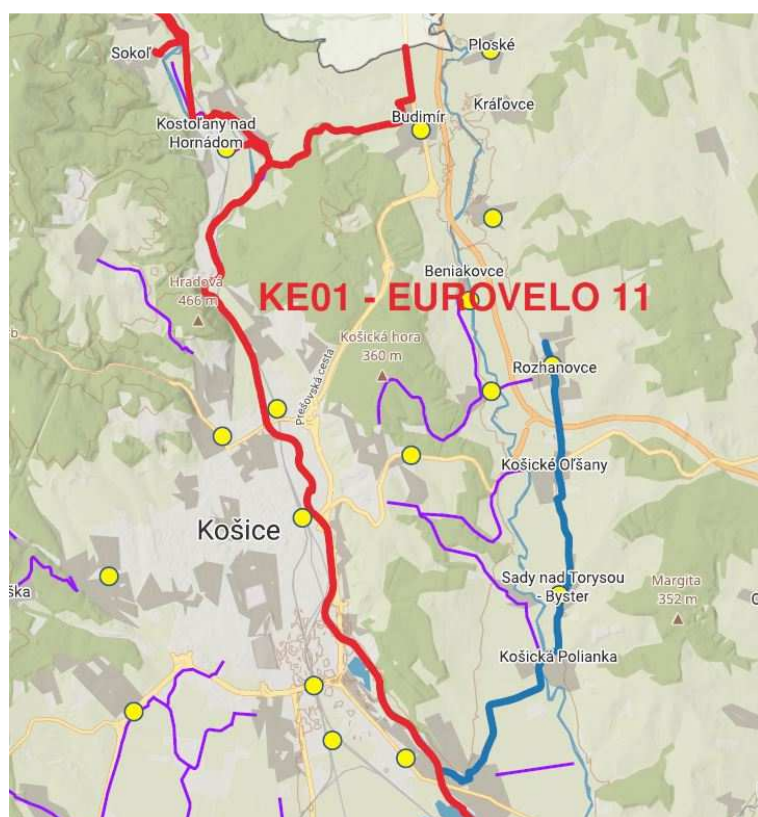 Ploské
Sokoľ
Kráľovce
Budimír
Kostoľany nad
Hornádom
Beniakovce
Hradová
466 m
KE01 - EUROVELO 11
Košická hora
360 m
Prešovská cesta
Rozhanovce
Košické Oľšany
Košice
Sady nad Torysou
- Byster
Margita
352 m
Košická Polianka